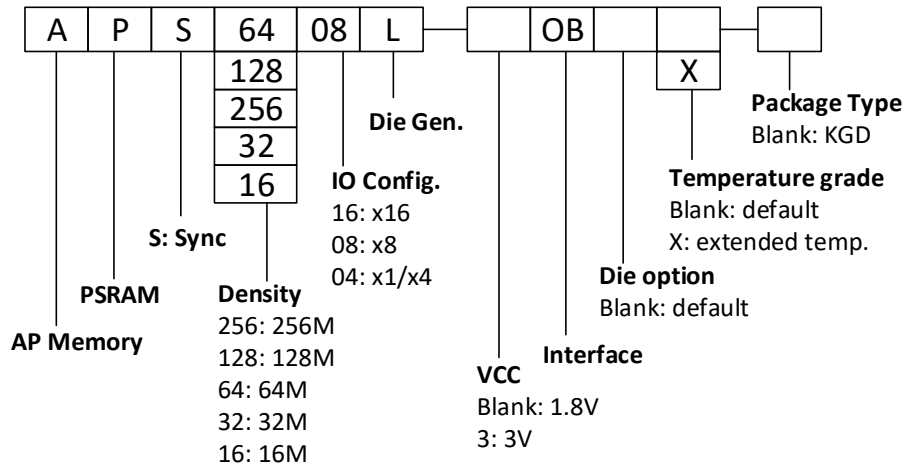 A P S 64 08 L OB
128 X
256
32
16
Package Type
Blank: KGD
Die Gen.
Temperature grade
Blank: default
X: extended temp.
IO Config.
16: x16
08: x8
04: x1/x4
S: Sync
Die option
Blank: default
PSRAM
Density
256: 256M
128: 128M
64: 64M
32: 32M
16: 16M
AP Memory
Interface
VCC
Blank: 1.8V
3: 3V